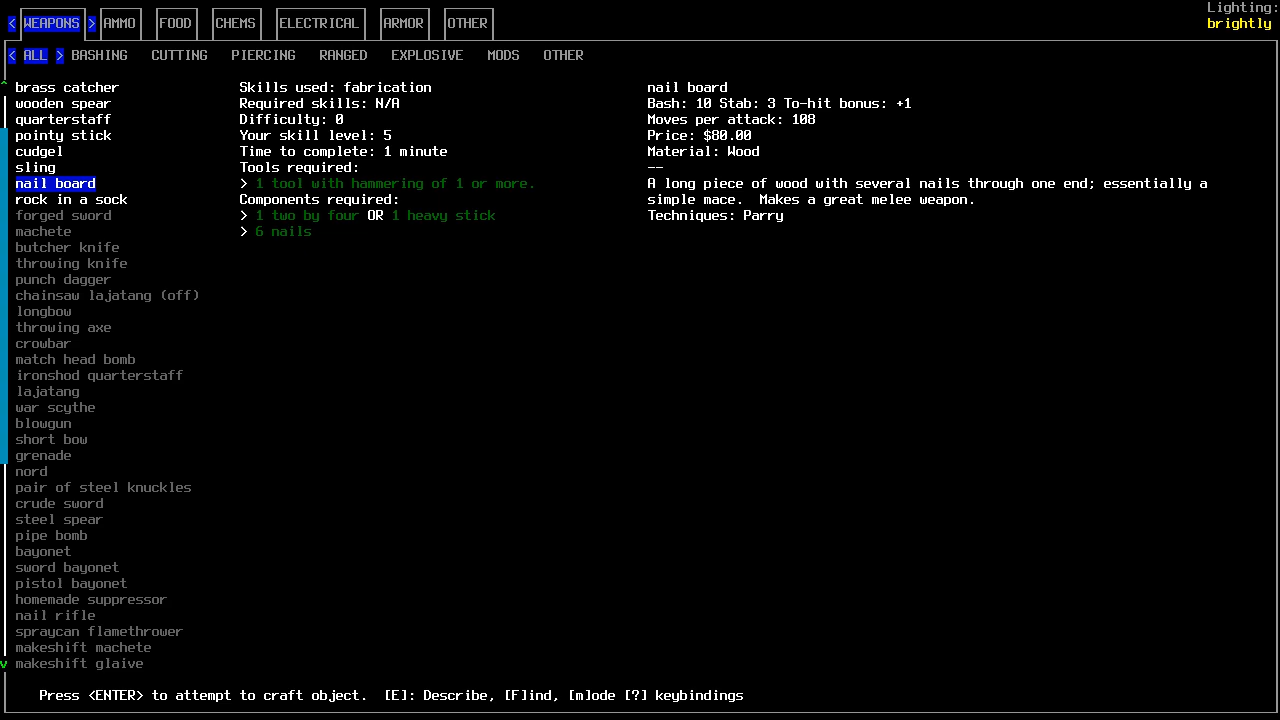 Lighting:
< WEAPONS > AMMO FOOD CHEMS ELECTRICAL ARMOR OTHER brightly
< ALL > BASHING CUTTING PIERCING RANGED EXPLOSIVE MODS OTHER
^
brass catcher Skills used: fabrication nail board
wooden spear Required skills: N/A Bash: 10 Stab: 3 To-hit bonus: +1
quarterstaff Difficulty: 0 Moves per attack: 108
pointy stick Your skill level: 5 Price: $80.00
cudgel Time to complete: 1 minute Material: Wood
sling Tools required: --
nail board > 1 tool with hammering of 1 or more. A long piece of wood with several nails through one end; essentially a
rock in a sock Components required: simple mace.  Makes a great melee weapon.
forged sword > 1 two by four OR 1 heavy stick Techniques: Parry
machete > 6 nails
butcher knife
throwing knife
punch dagger
chainsaw lajatang (off)
longbow
throwing axe
crowbar
match head bomb
ironshod quarterstaff
lajatang
war scythe
blowgun
short bow
grenade
nord
pair of steel knuckles
crude sword
steel spear
pipe bomb
bayonet
sword bayonet
pistol bayonet
homemade suppressor
nail rifle
spraycan flamethrower
makeshift machete
v makeshift glaive
Press <ENTER> to attempt to craft object.  [E]: Describe, [F]ind, [m]ode [?] keybindings